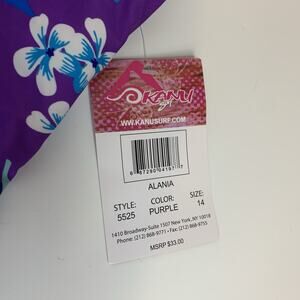 KANU
girl
WWW.KANUSURF.COM
ALANIA
STYLE: COLOR: SIZE:
5525 PURPLE 14
1410 Broadway-Suite 1507 New York, NY 10018
Phone: (212) 868-9771 • Fax: (212) 868-9755
MSRP $33.00